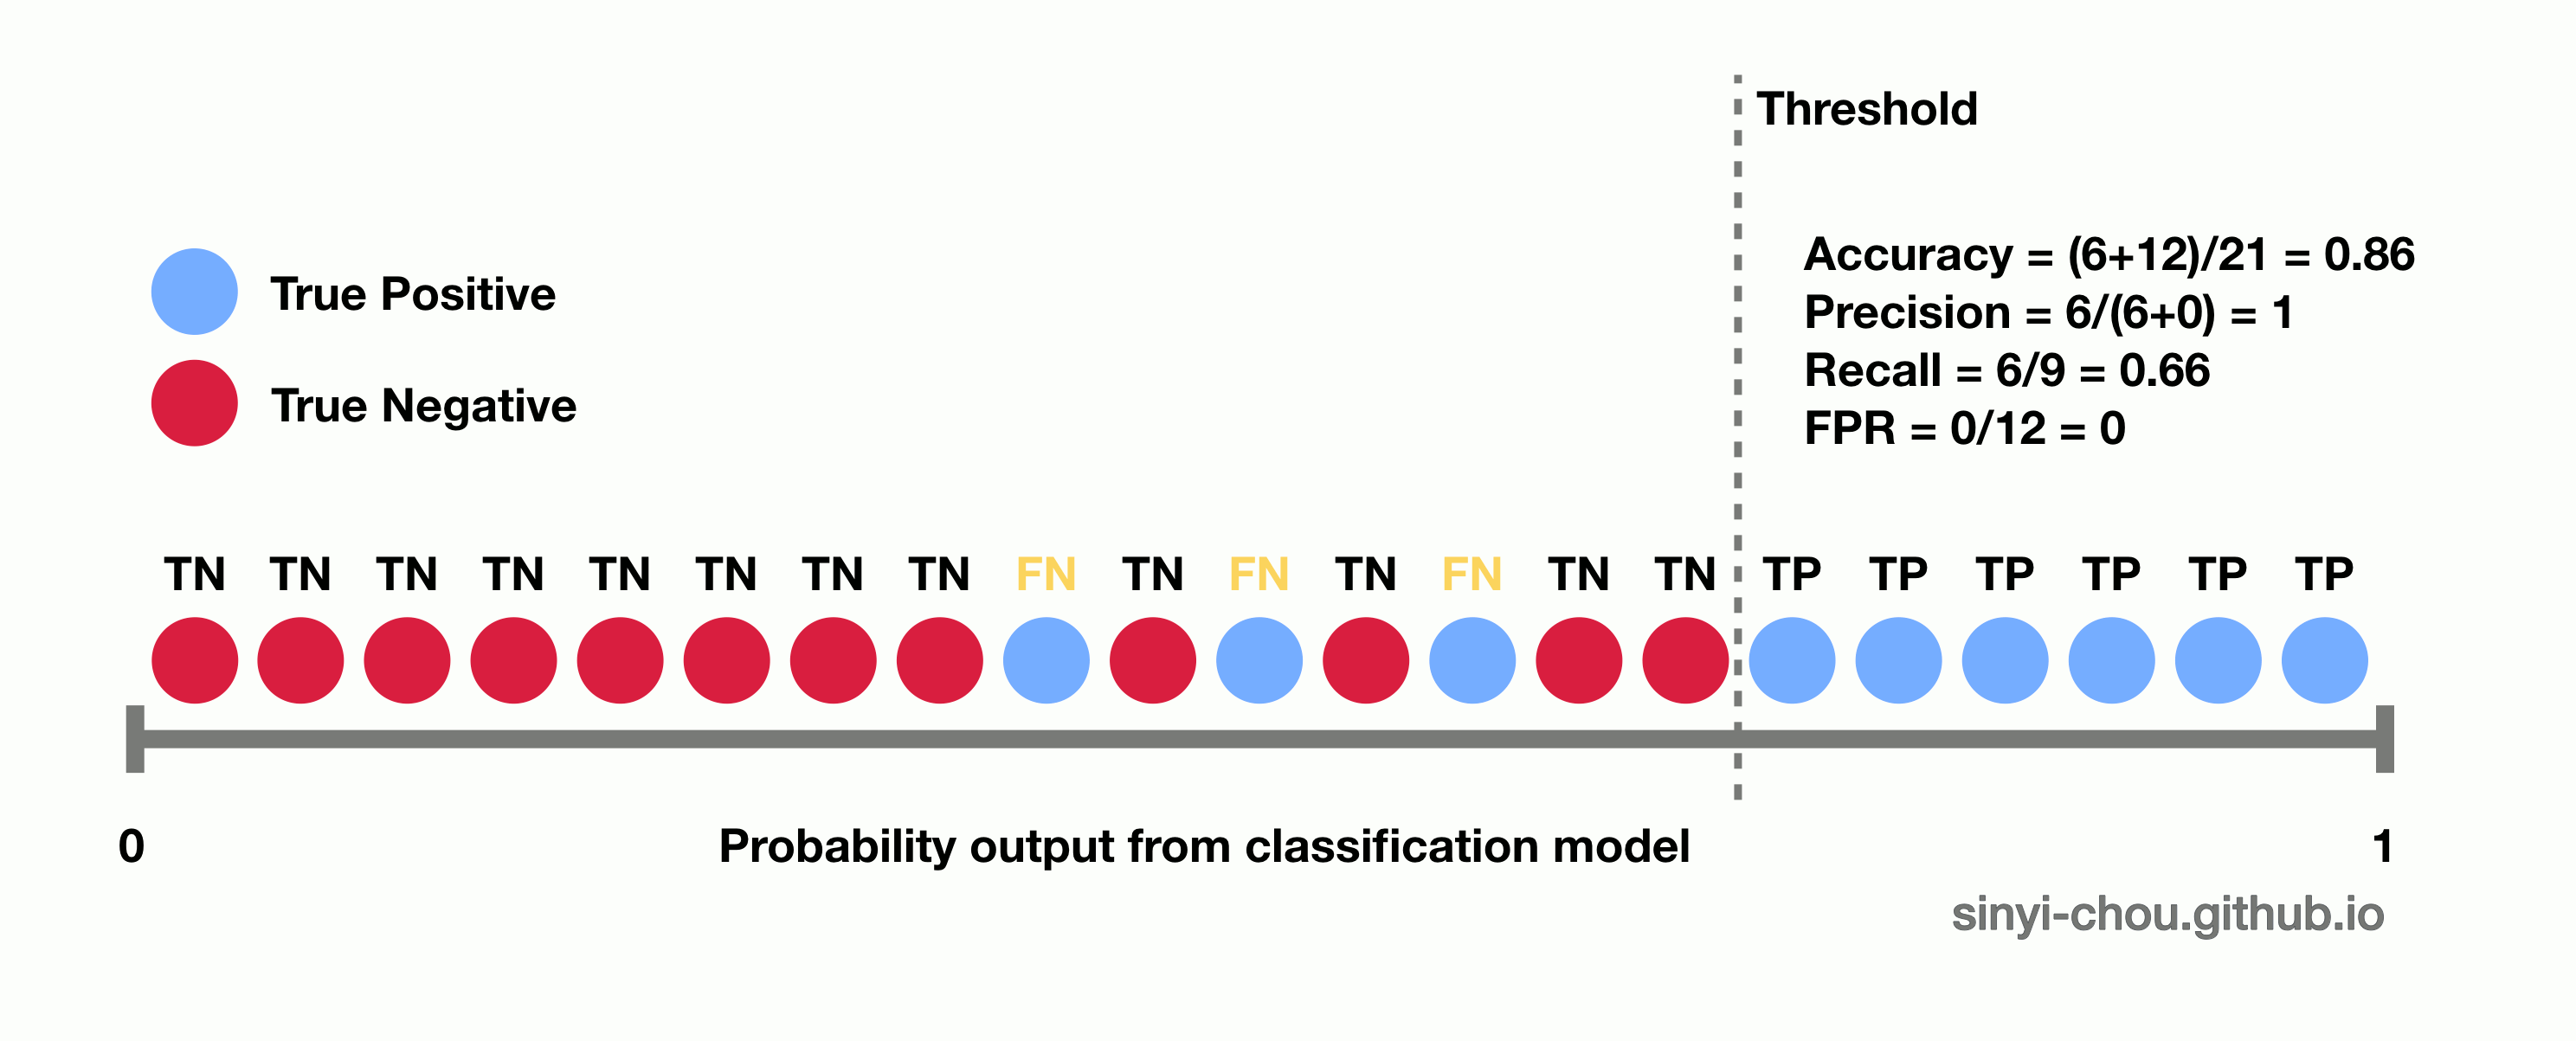 Threshold
True Positive
True Negative
Accuracy = (6+12)/21 = 0.86
Precision = 6/(6+0) = 1
Recall = 6/9 = 0.66
FPR = 0/12 = 0
TN TN TN TN TN TN TN TN FN TN FN TN FN TN TN TP TP TP TP TP TP
0 Probability output from classification model 1
sinyi-chou.github.io